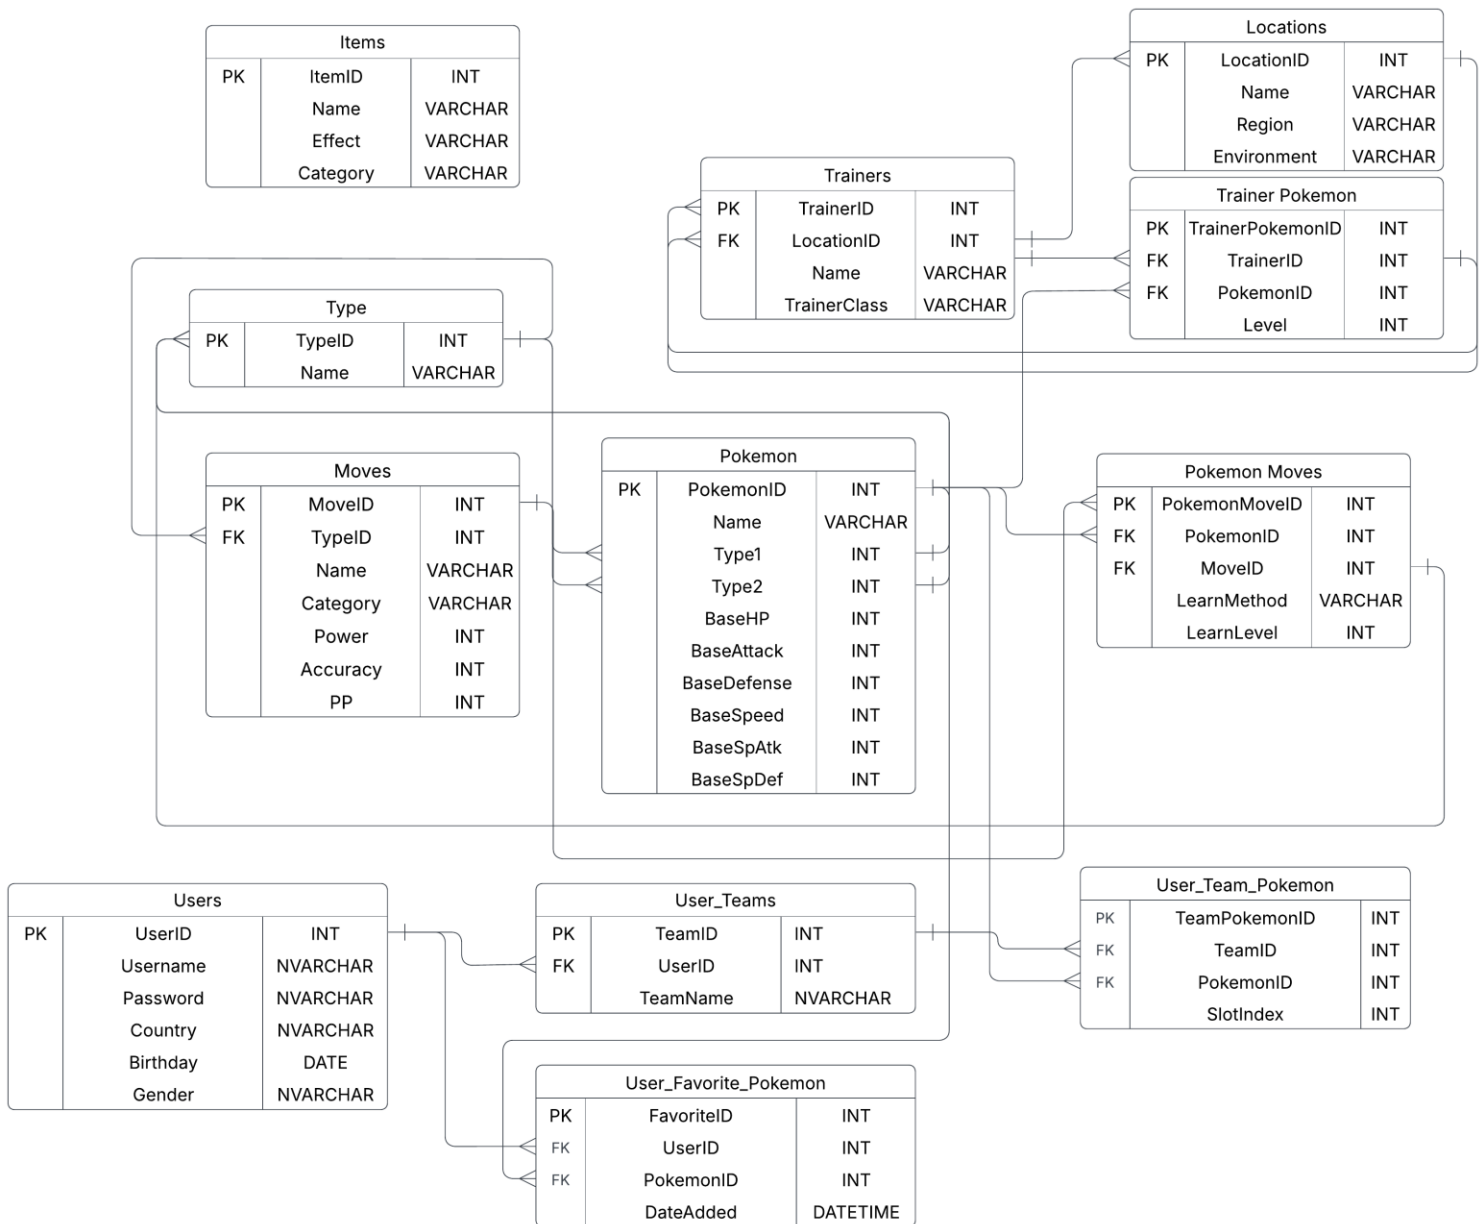 Items
PK ItemID INT
Name VARCHAR
Effect VARCHAR
Category VARCHAR
Locations
PK LocationID INT
Name VARCHAR
Region VARCHAR
Environment VARCHAR
Trainers
PK TrainerID INT
FK LocationID INT
Name VARCHAR
TrainerClass VARCHAR
Trainer Pokemon
PK TrainerPokemonID INT
FK TrainerID INT
FK PokemonID INT
Level INT
Type
PK TypeID INT
Name VARCHAR
Moves
PK MoveID INT
FK TypeID INT
Name VARCHAR
Category VARCHAR
Power INT
Accuracy INT
PP INT
Pokemon
PK PokemonID INT
Name VARCHAR
Type1 INT
Type2 INT
BaseHP INT
BaseAttack INT
BaseDefense INT
BaseSpeed INT
BaseSpAtk INT
BaseSpDef INT
Pokemon Moves
PK PokemonMoveID INT
FK PokemonID INT
FK MoveID INT
LearnMethod VARCHAR
LearnLevel INT
Users
PK UserID INT
Username NVARCHAR
Password NVARCHAR
Country NVARCHAR
Birthday DATE
Gender NVARCHAR
User_Teams
PK TeamID INT
FK UserID INT
TeamName NVARCHAR
User_Team_Pokemon
PK TeamPokemonID INT
FK TeamID INT
FK PokemonID INT
SlotIndex INT
User_Favorite_Pokemon
PK FavoriteID INT
FK UserID INT
FK PokemonID INT
DateAdded DATETIME